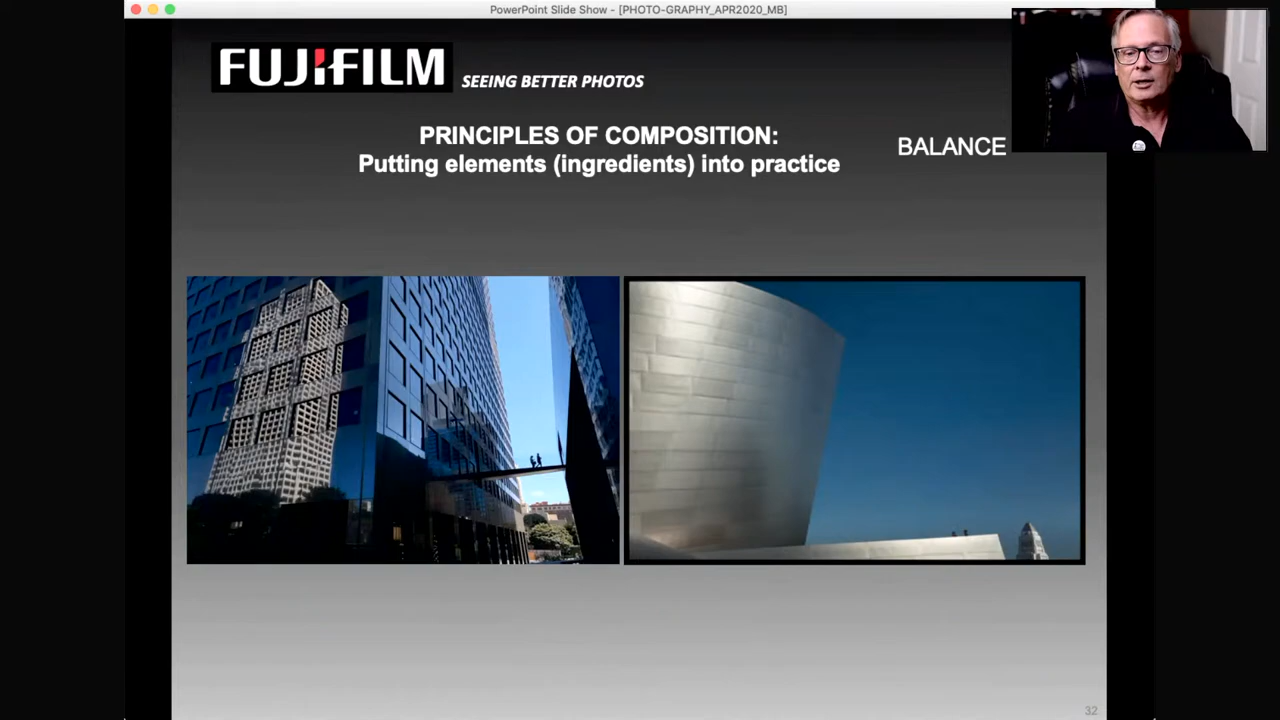 PowerPoint Slide Show - [PHOTO-GRAPHY_APR2020_MB]
FUJIFILM SEEING BETTER PHOTOS
PRINCIPLES OF COMPOSITION:
Putting elements (ingredients) into practice
BALANCE
32